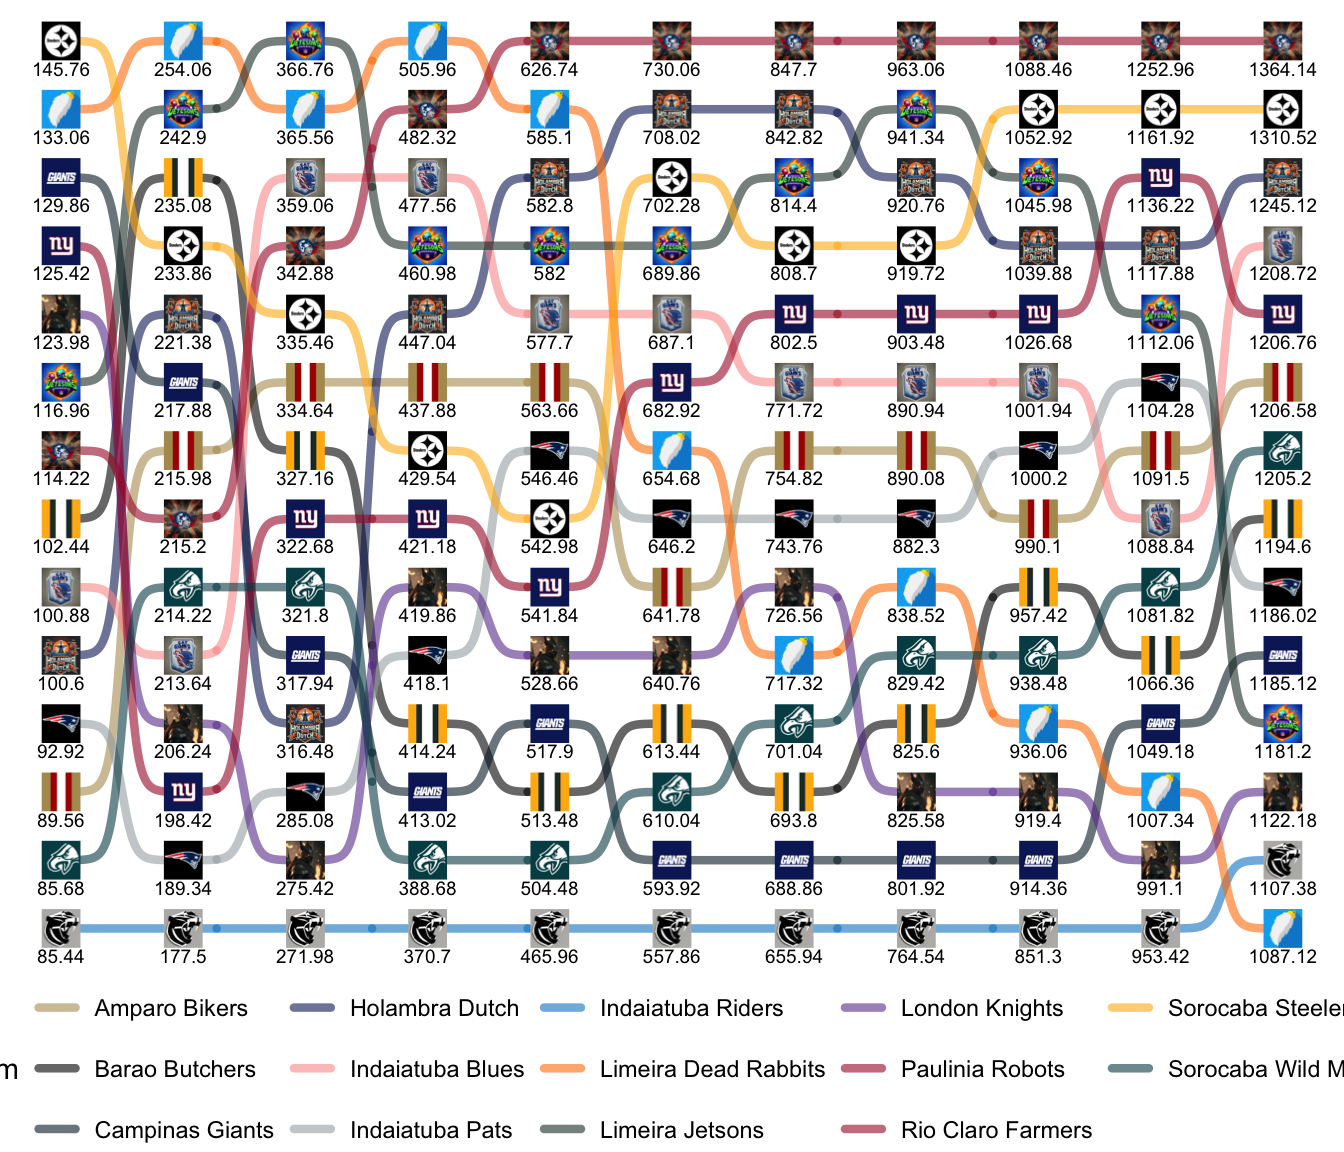 145.76 254.06 366.76 505.96 626.74 730.06 847.7 963.06 1088.46 1252.96 1364.14
133.06 242.9 365.56 482.32 585.1 708.02 842.82 941.34 1052.92 1161.92 1310.52
129.86 235.08 359.06 477.56 582.8 702.28 814.4 920.76 1045.98 1136.22 1245.12
125.42 233.86 342.88 460.98 582 689.86 808.7 919.72 1039.88 1117.88 1208.72
123.98 221.38 335.46 447.04 577.7 687.1 802.5 903.48 1026.68 1112.06 1206.76
116.96 217.88 334.64 437.88 563.66 682.92 771.72 890.94 1001.94 1104.28 1206.58
114.22 215.98 327.16 429.54 546.46 654.68 754.82 890.08 1000.2 1091.5 1205.2
102.44 215.2 322.68 421.18 542.98 646.2 743.76 882.3 990.1 1088.84 1194.6
100.88 214.22 321.8 419.86 541.84 641.78 726.56 838.52 957.42 1081.82 1186.02
100.6 213.64 317.94 418.1 528.66 640.76 717.32 829.42 938.48 1066.36 1185.12
92.92 206.24 316.48 414.24 517.9 613.44 701.04 825.6 936.06 1049.18 1181.2
89.56 198.42 285.08 413.02 513.48 610.04 693.8 825.58 919.4 1007.34 1122.18
85.68 189.34 275.42 388.68 504.48 593.92 688.86 801.92 914.36 991.1 1107.38
85.44 177.5 271.98 370.7 465.96 557.86 655.94 764.54 851.3 953.42 1087.12
Amparo Bikers Holambra Dutch Indaiatuba Riders London Knights Sorocaba Steeler
m Barao Butchers Indaiatuba Blues Limeira Dead Rabbits Paulinia Robots Sorocaba Wild M
Campinas Giants Indaiatuba Pats Limeira Jetsons Rio Claro Farmers